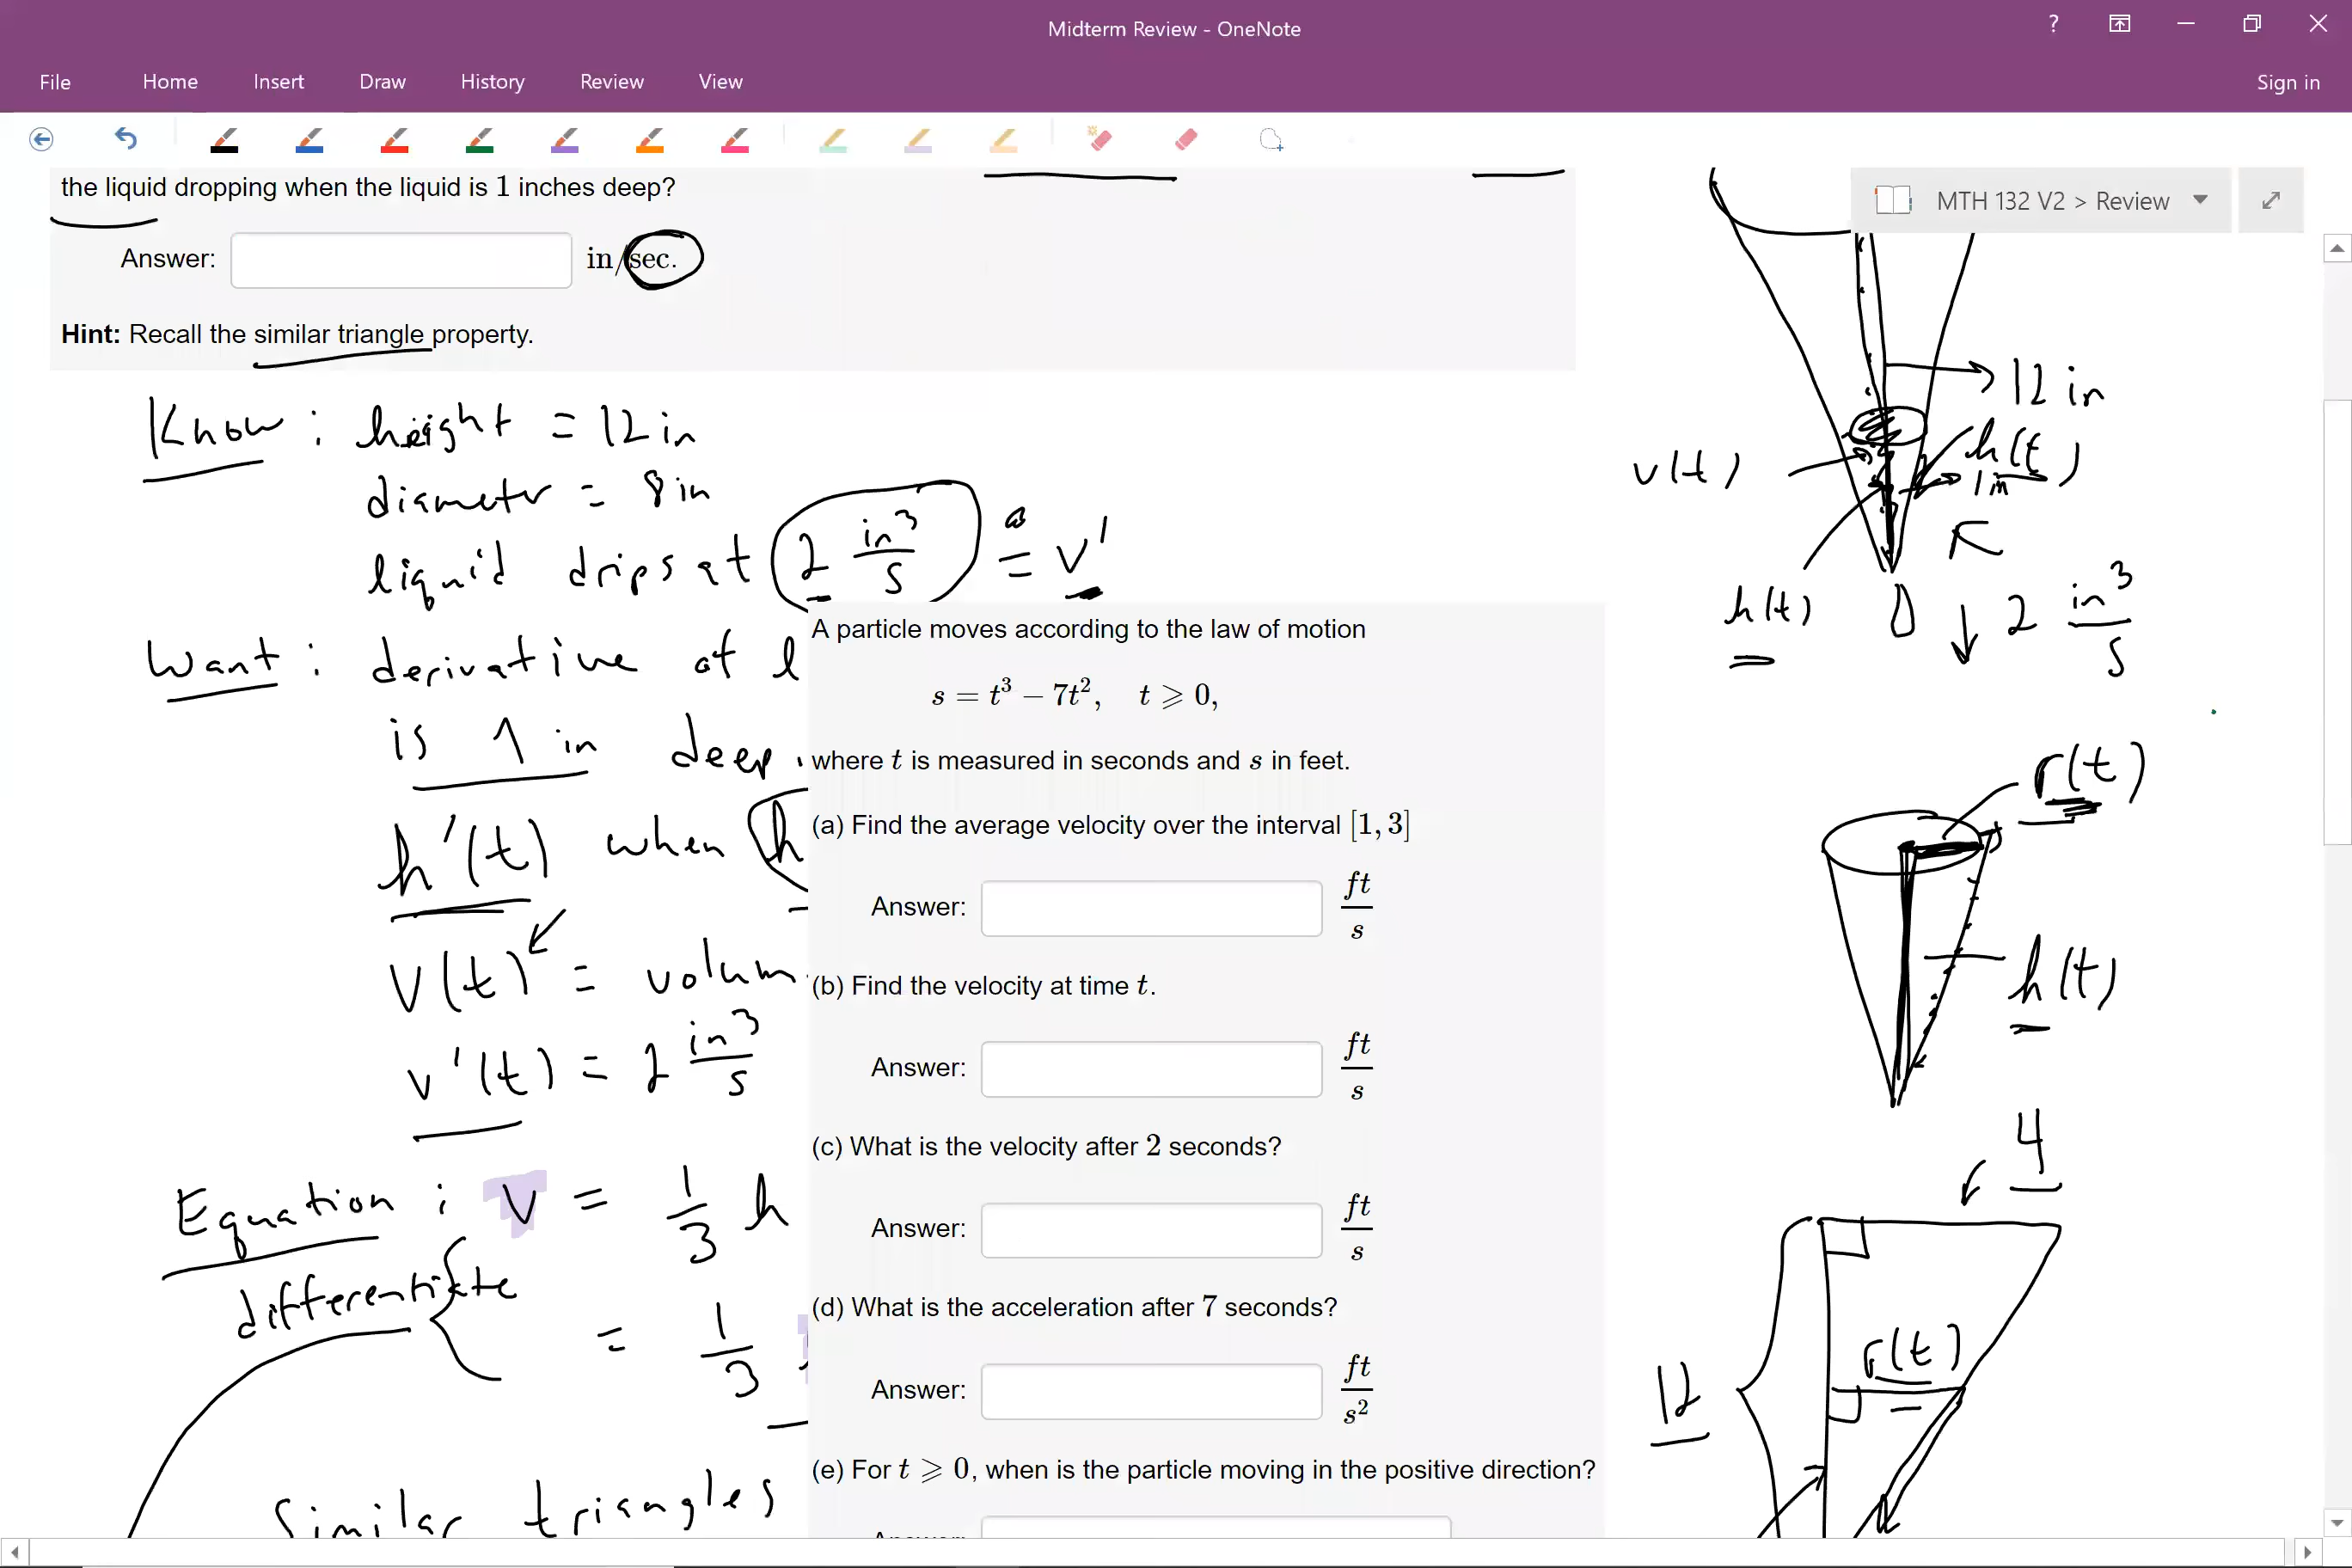 Midterm Review - OneNote
File Home Insert Draw History Review View Sign in
MTH 132 V2 > Review
the liquid dropping when the liquid is 1 inches deep?
Answer: in/sec.
Hint: Recall the similar triangle property.
Know: height = 12 in
diameter = 8 in
liquid drips at 2 in³/s = v'
Want: derivative of l
is 1 in deep.
h'(t) when h
V(t) = volum
v'(t) = 2 in³/s
Equation: V = 1/3 h
differentiate
= 1/3
Similar triangles
A particle moves according to the law of motion
s = t³ − 7t², t ⩾ 0,
where t is measured in seconds and s in feet.
(a) Find the average velocity over the interval [1, 3]
Answer: ft/s
(b) Find the velocity at time t.
Answer: ft/s
(c) What is the velocity after 2 seconds?
Answer: ft/s
(d) What is the acceleration after 7 seconds?
Answer: ft/s²
(e) For t ⩾ 0, when is the particle moving in the positive direction?
Answer:
12 in
h(t)
1 in
v(t)
h(t)
2 in³/s
r(t)
h(t)
4
r(t)
12